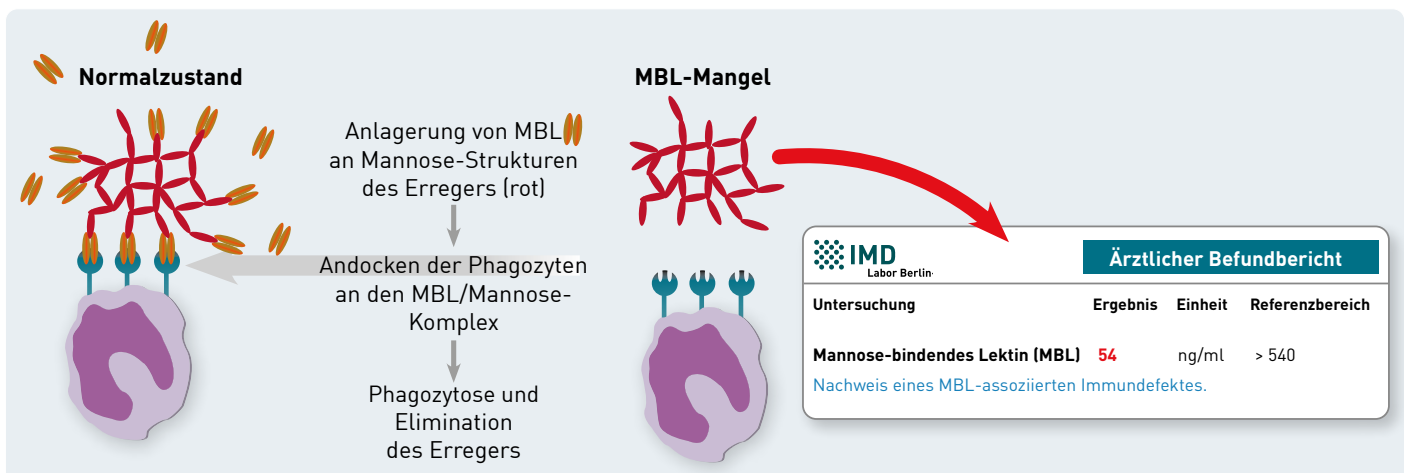 Normalzustand
Anlagerung von MBL
an Mannose-Strukturen
des Erregers (rot)
Andocken der Phagozyten
an den MBL/Mannose-
Komplex
Phagozytose und
Elimination
des Erregers
MBL-Mangel
IMD
Labor Berlin
Ärztlicher Befundbericht
Untersuchung Ergebnis Einheit Referenzbereich
Mannose-bindendes Lektin (MBL) 54 ng/ml > 540
Nachweis eines MBL-assoziierten Immundefektes.